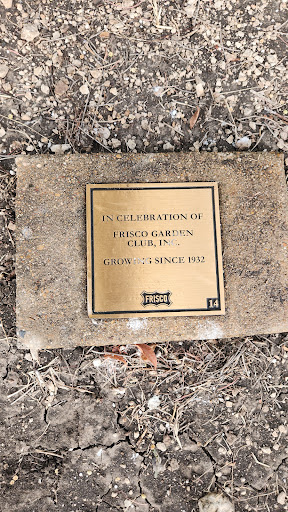 IN CELEBRATION OF
FRISCO GARDEN
CLUB, INC.
GROWING SINCE 1932
FRISCO
14